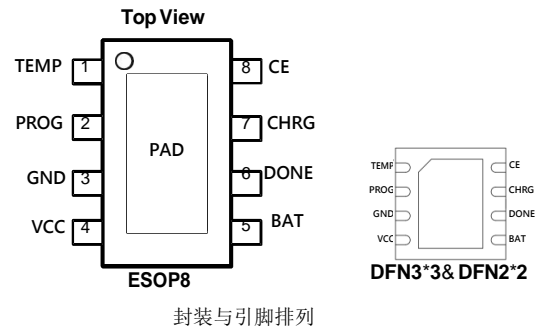 Top View
TEMP 1 8 CE
PROG 2 7 CHRG
PAD
GND 3 6 DONE
VCC 4 5 BAT
ESOP8
TEMP CE
PROG CHRG
GND DONE
VCC BAT
DFN3*3& DFN2*2
封装与引脚排列